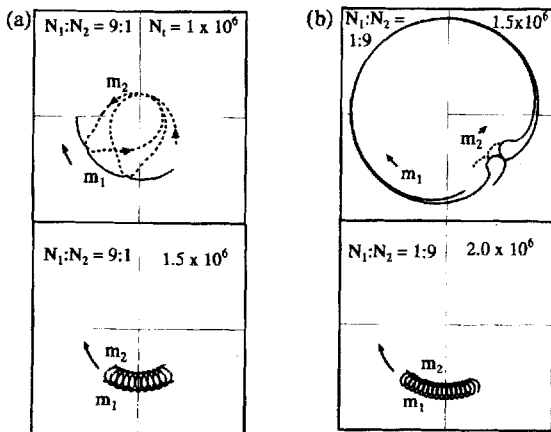 (a)
N₁:N₂ = 9:1 Nₜ = 1 x 10⁶
m₂
m₁
N₁:N₂ = 9:1 1.5 x 10⁶
m₂
m₁
(b)
N₁:N₂ = 1.5x10⁶
1:9
m₂
m₁
N₁:N₂ = 1:9 2.0 x 10⁶
m₂
m₁